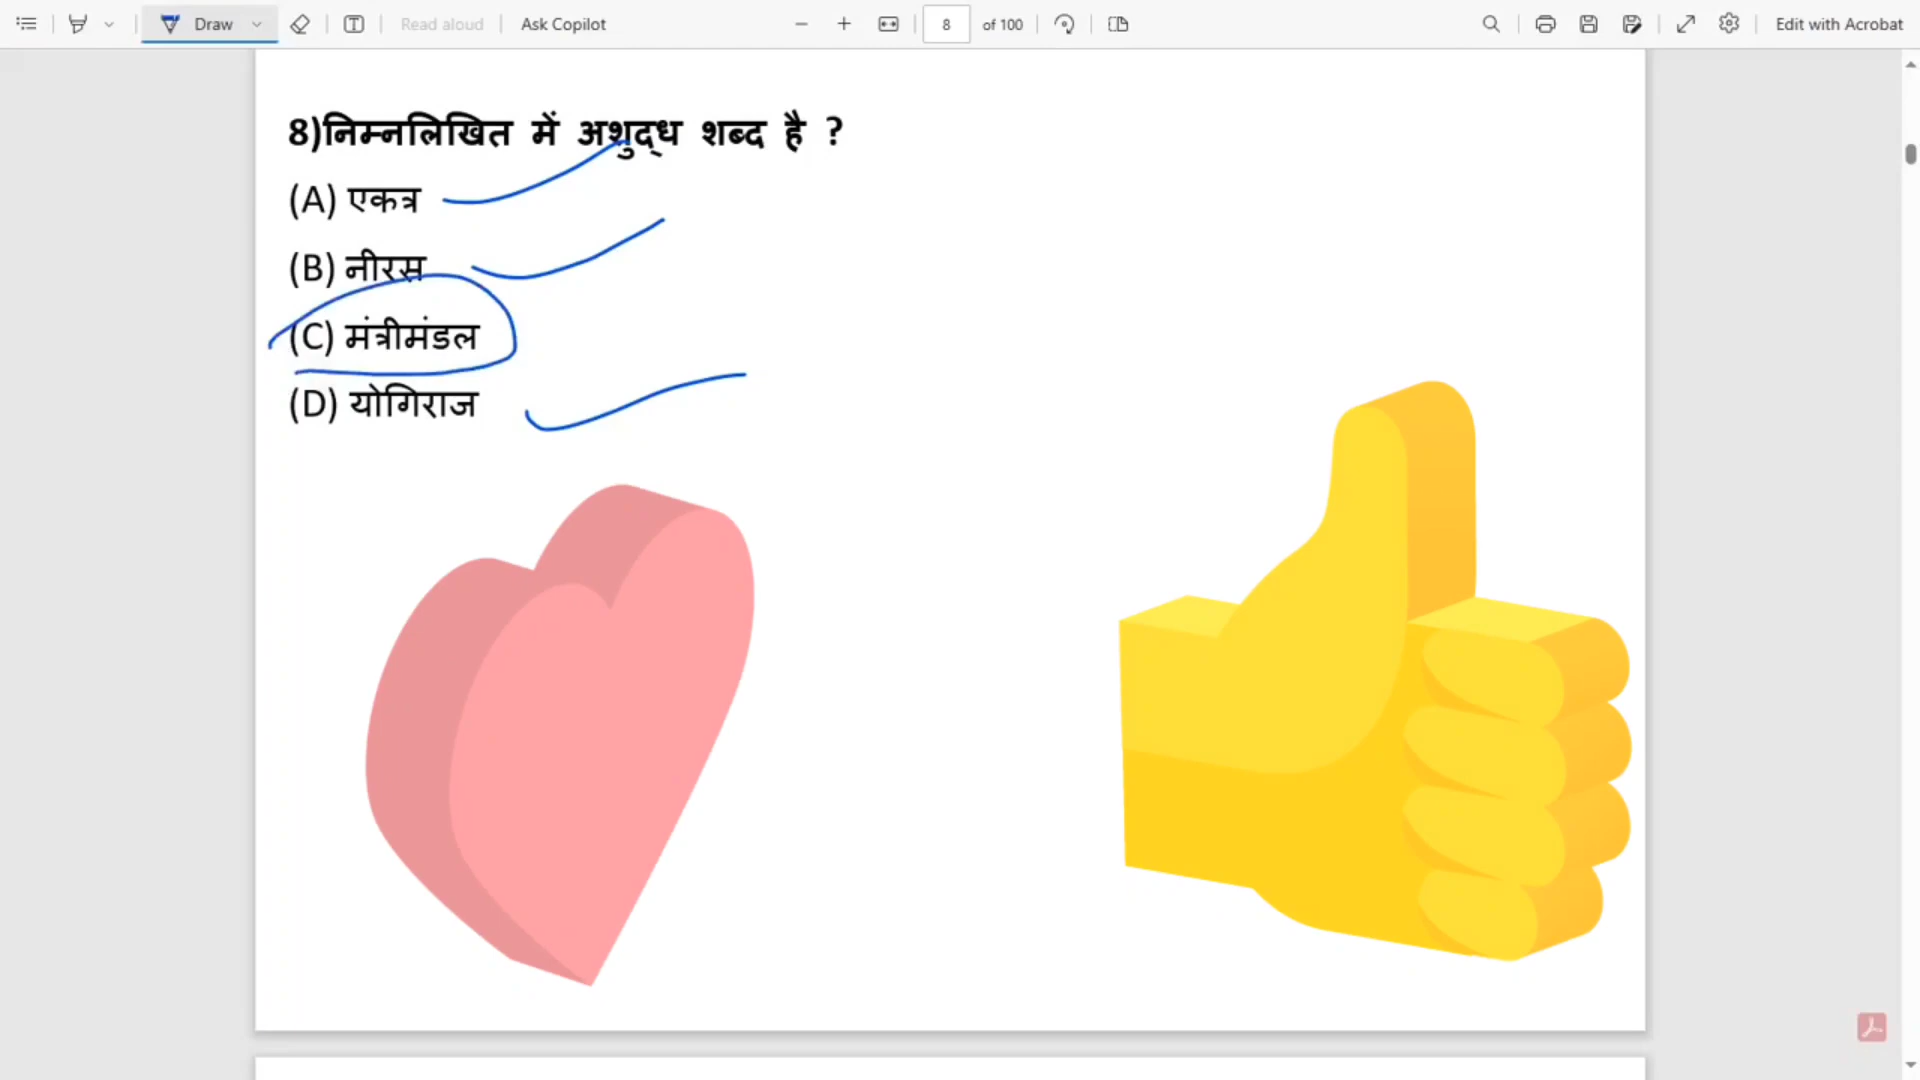 Draw Read aloud Ask Copilot 8 of 100 Edit with Acrobat
8)निम्नलिखित में अशुद्ध शब्द है ?
(A) एकत्र
(B) नीरस
(C) मंत्रीमंडल
(D) योगिराज